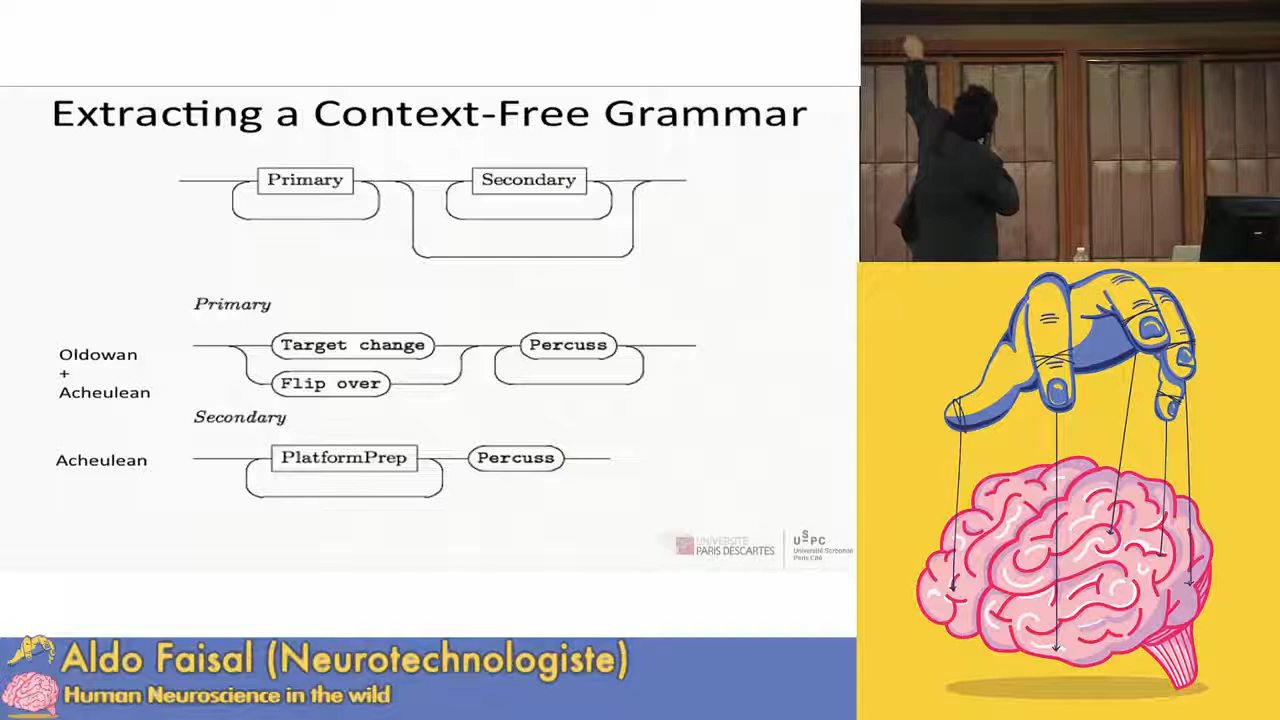 Extracting a Context-Free Grammar
Primary
Secondary
Primary
Oldowan
+
Acheulean
Target change
Percuss
Flip over
Secondary
Acheulean
PlatformPrep
Percuss
UNIVERSITÉ
PARIS DESCARTES
USPC
Université Sorbonne
Paris Cité
Aldo Faisal (Neurotechnologiste)
Human Neuroscience in the wild